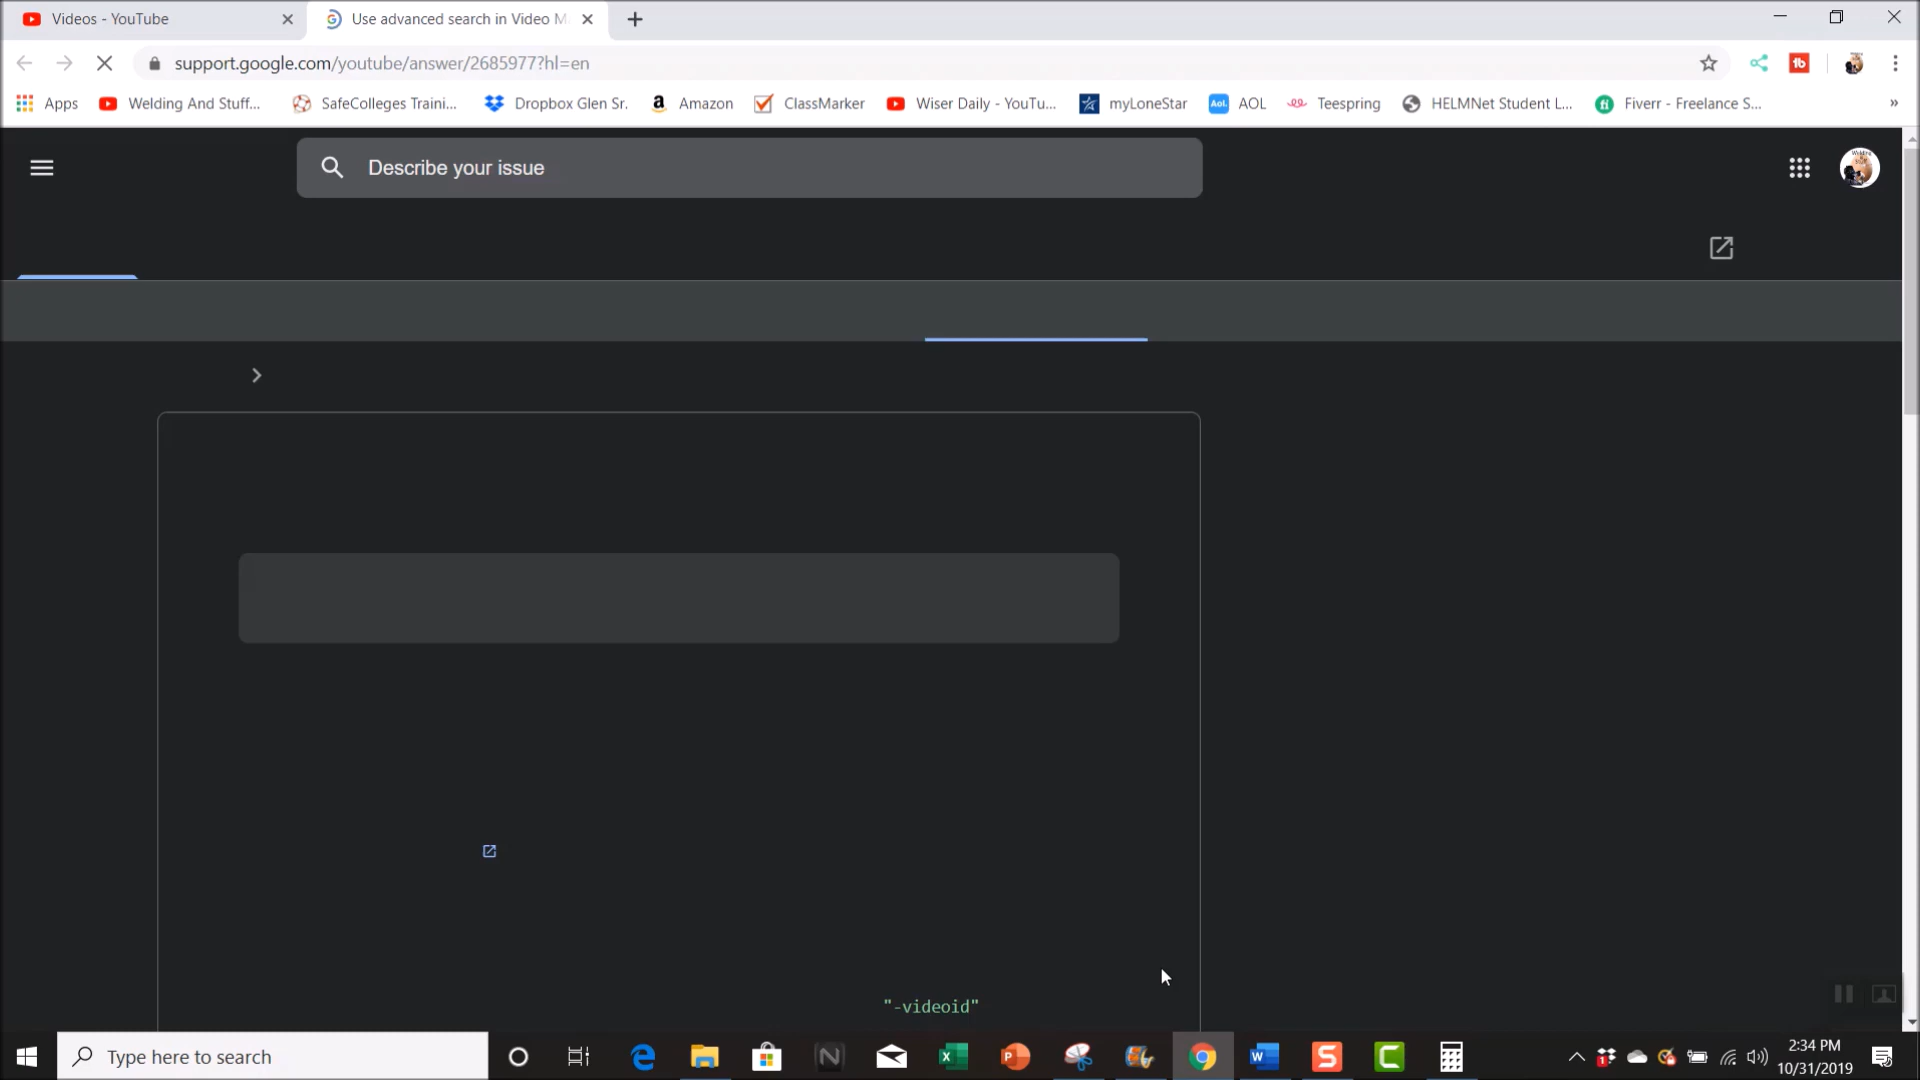 Videos - YouTube
Use advanced search in Video M
support.google.com/youtube/answer/2685977?hl=en
Apps
Welding And Stuff...
SafeColleges Traini...
Dropbox Glen Sr.
Amazon
ClassMarker
Wiser Daily - YouTu...
myLoneStar
Aol.
AOL
Teespring
HELMNet Student L...
Fiverr - Freelance S...
»
Describe your issue
"-videoid"
Type here to search
2:34 PM
10/31/2019